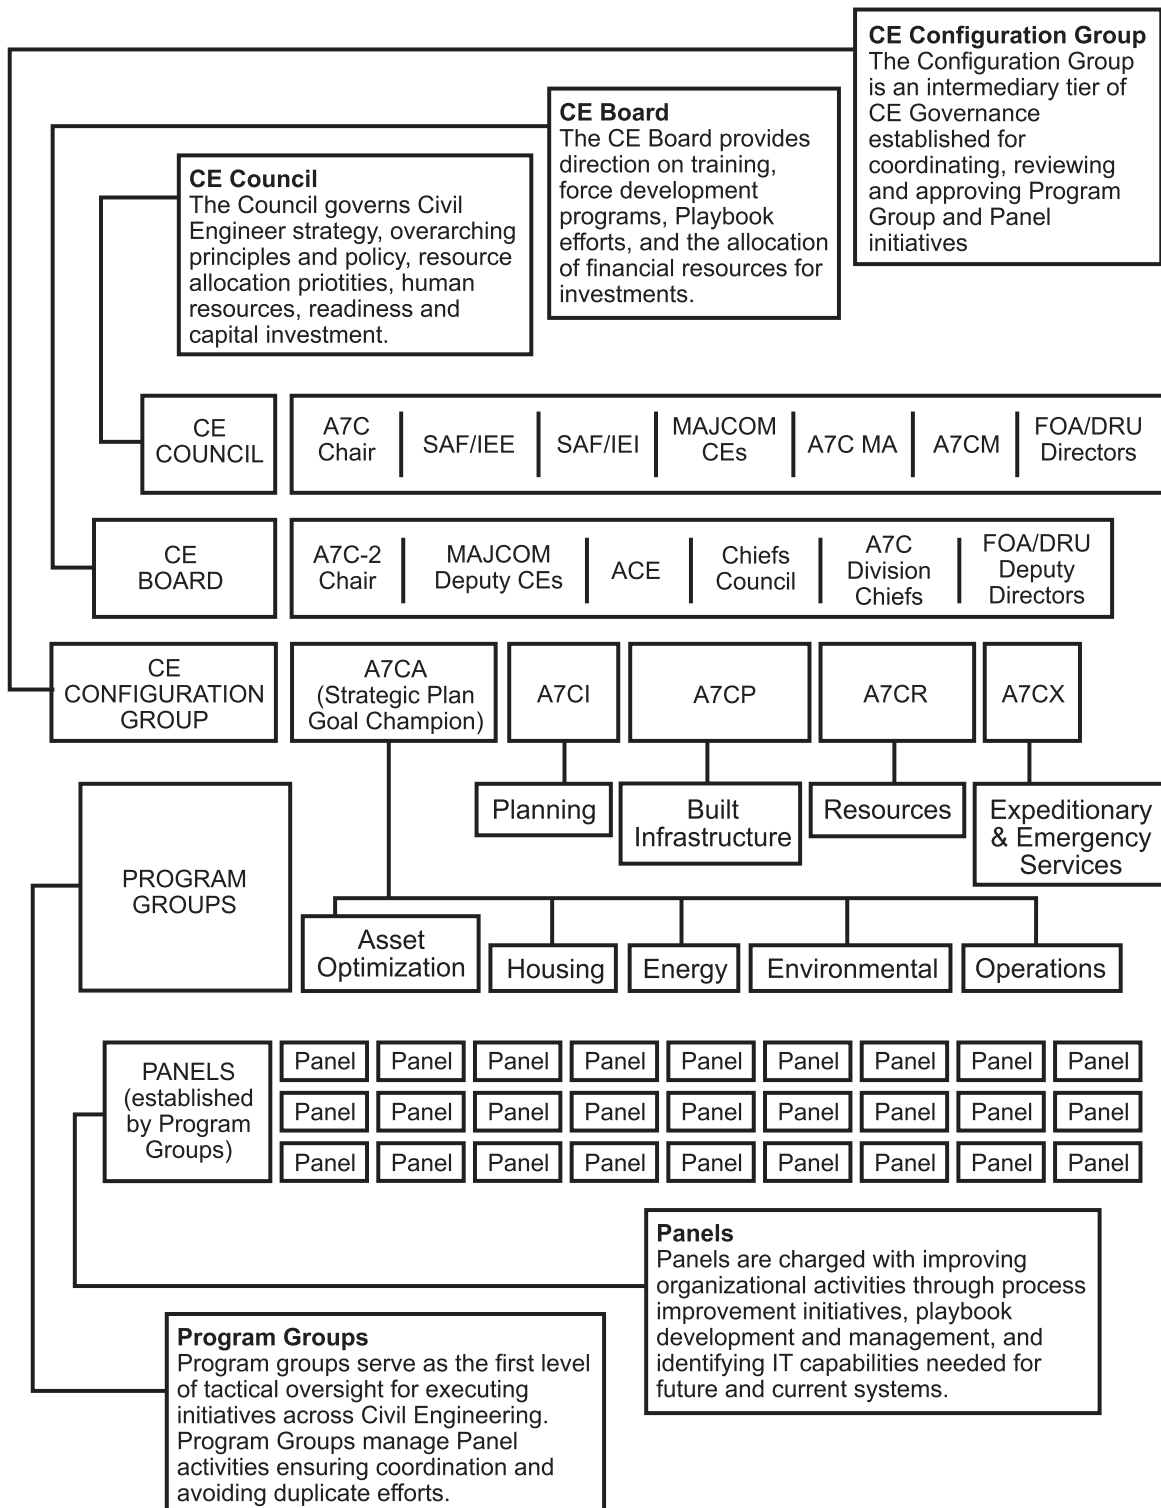 CE Configuration Group
The Configuration Group
is an intermediary tier of
CE Governance
established for
coordinating, reviewing
and approving Program
Group and Panel
initiatives
CE Board
The CE Board provides
direction on training,
force development
programs, Playbook
efforts, and the allocation
of financial resources for
investments.
CE Council
The Council governs Civil
Engineer strategy, overarching
principles and policy, resource
allocation priotities, human
resources, readiness and
capital investment.
CE
COUNCIL
A7C
Chair
SAF/IEE
SAF/IEI
MAJCOM
CEs
A7C MA
A7CM
FOA/DRU
Directors
CE
BOARD
A7C-2
Chair
MAJCOM
Deputy CEs
ACE
Chiefs
Council
A7C
Division
Chiefs
FOA/DRU
Deputy
Directors
CE
CONFIGURATION
GROUP
A7CA
(Strategic Plan
Goal Champion)
A7CI
A7CP
A7CR
A7CX
PROGRAM
GROUPS
Planning
Built
Infrastructure
Resources
Expeditionary
& Emergency
Services
Asset
Optimization
Housing
Energy
Environmental
Operations
PANELS
(established
by Program
Groups)
Panel Panel Panel Panel Panel Panel Panel Panel Panel
Panel Panel Panel Panel Panel Panel Panel Panel Panel
Panel Panel Panel Panel Panel Panel Panel Panel Panel
Panels
Panels are charged with improving
organizational activities through process
improvement initiatives, playbook
development and management, and
identifying IT capabilities needed for
future and current systems.
Program Groups
Program groups serve as the first level
of tactical oversight for executing
initiatives across Civil Engineering.
Program Groups manage Panel
activities ensuring coordination and
avoiding duplicate efforts.